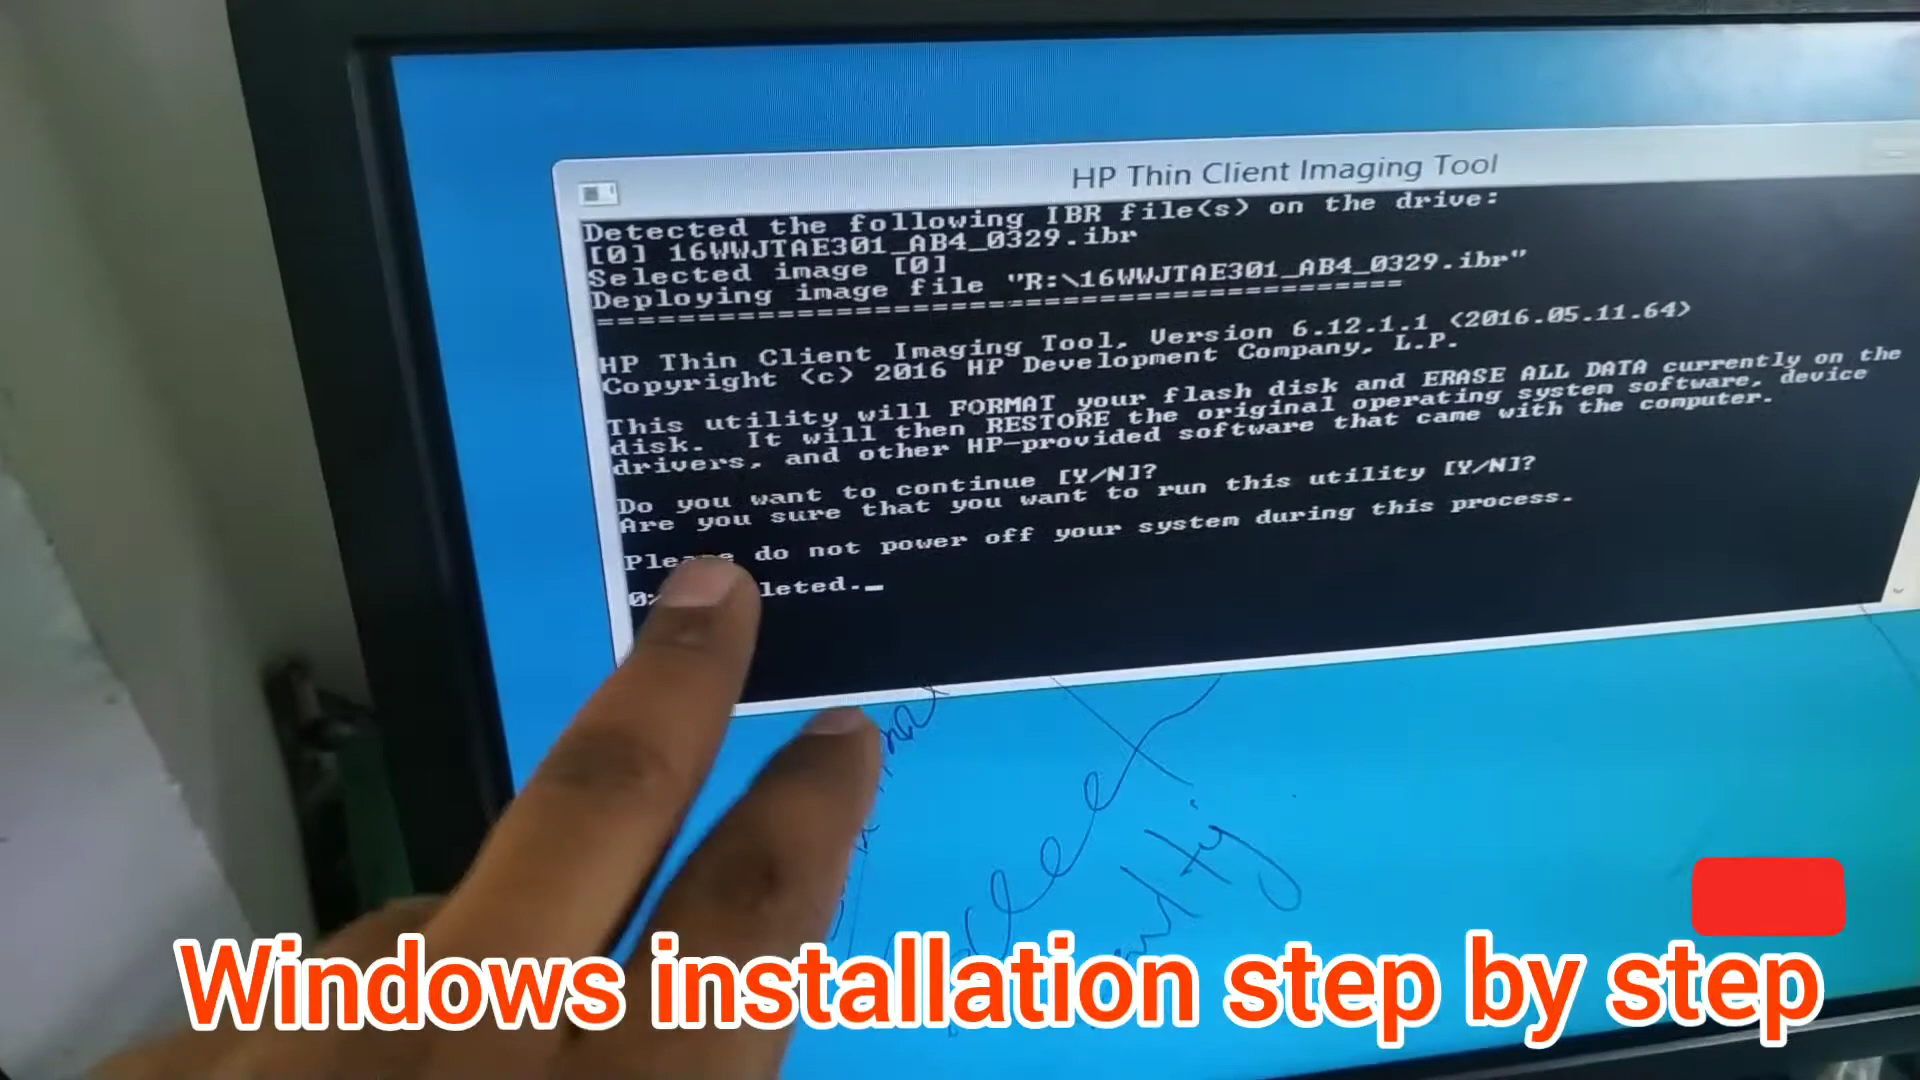 HP Thin Client Imaging Tool
Detected the following IBR file(s) on the drive:
[0] 16WWJTAE301_AB4_0329.ibr
Selected image [0]
Deploying image file "R:\16WWJTAE301_AB4_0329.ibr"
HP Thin Client Imaging Tool, Version 6.12.1.1 (2016.05.11.64)
Copyright (c) 2016 HP Development Company, L.P.
This utility will FORMAT your flash disk and ERASE ALL DATA currently on the
disk. It will then RESTORE the original operating system software, device
drivers, and other HP-provided software that came with the computer.
Do you want to continue [Y/N]?
Are you sure that you want to run this utility [Y/N]?
Please do not power off your system during this process.
Windows installation step by step